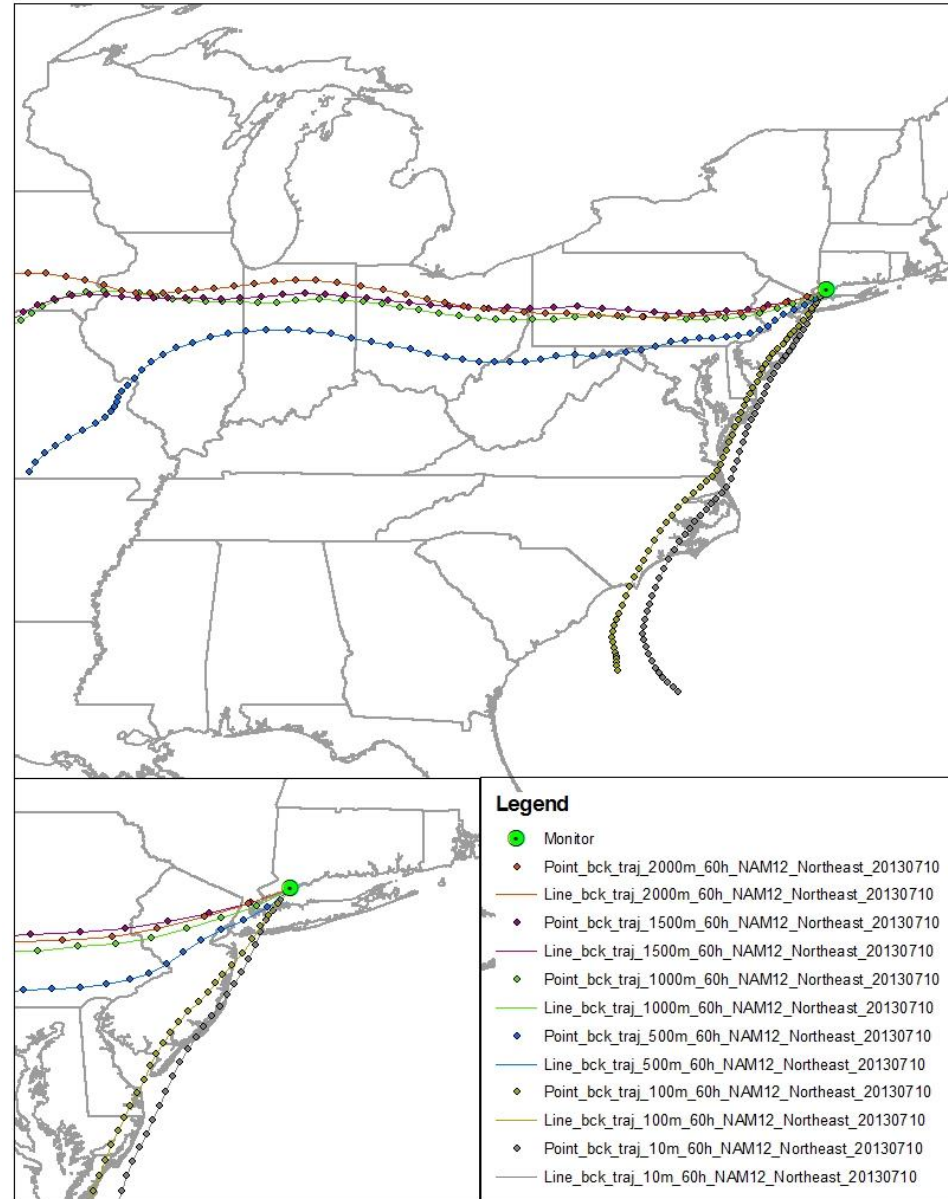 Legend
Monitor
Point_bck_traj_2000m_60h_NAM12_Northeast_20130710
Line_bck_traj_2000m_60h_NAM12_Northeast_20130710
Point_bck_traj_1500m_60h_NAM12_Northeast_20130710
Line_bck_traj_1500m_60h_NAM12_Northeast_20130710
Point_bck_traj_1000m_60h_NAM12_Northeast_20130710
Line_bck_traj_1000m_60h_NAM12_Northeast_20130710
Point_bck_traj_500m_60h_NAM12_Northeast_20130710
Line_bck_traj_500m_60h_NAM12_Northeast_20130710
Point_bck_traj_100m_60h_NAM12_Northeast_20130710
Line_bck_traj_100m_60h_NAM12_Northeast_20130710
Point_bck_traj_10m_60h_NAM12_Northeast_20130710
Line_bck_traj_10m_60h_NAM12_Northeast_20130710